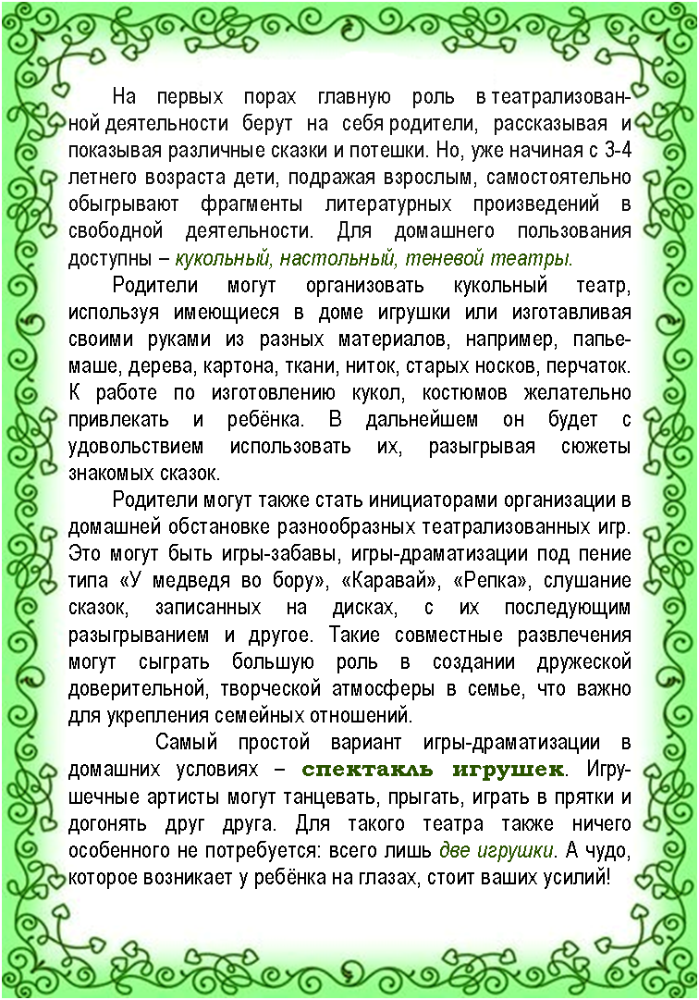 На первых порах главную роль в театрализован-
ной деятельности берут на себя родители, рассказывая и
показывая различные сказки и потешки. Но, уже начиная с 3-4
летнего возраста дети, подражая взрослым, самостоятельно
обыгрывают фрагменты литературных произведений в
свободной деятельности. Для домашнего пользования
доступны – кукольный, настольный, теневой театры.
Родители могут организовать кукольный театр,
используя имеющиеся в доме игрушки или изготавливая
своими руками из разных материалов, например, папье-
маше, дерева, картона, ткани, ниток, старых носков, перчаток.
К работе по изготовлению кукол, костюмов желательно
привлекать и ребёнка. В дальнейшем он будет с
удовольствием использовать их, разыгрывая сюжеты
знакомых сказок.
Родители могут также стать инициаторами организации в
домашней обстановке разнообразных театрализованных игр.
Это могут быть игры-забавы, игры-драматизации под пение
типа «У медведя во бору», «Каравай», «Репка», слушание
сказок, записанных на дисках, с их последующим
разыгрыванием и другое. Такие совместные развлечения
могут сыграть большую роль в создании дружеской
доверительной, творческой атмосферы в семье, что важно
для укрепления семейных отношений.
Самый простой вариант игры-драматизации в
домашних условиях – спектакль игрушек. Игру-
шечные артисты могут танцевать, прыгать, играть в прятки и
догонять друг друга. Для такого театра также ничего
особенного не потребуется: всего лишь две игрушки. А чудо,
которое возникает у ребёнка на глазах, стоит ваших усилий!